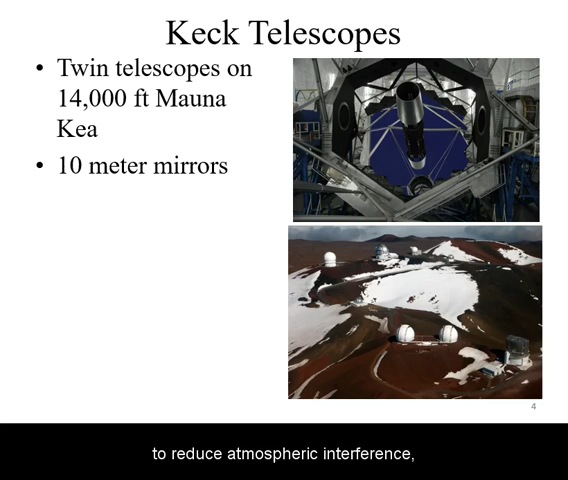 Keck Telescopes
• Twin telescopes on
14,000 ft Mauna
Kea
• 10 meter mirrors
4
to reduce atmospheric interference,